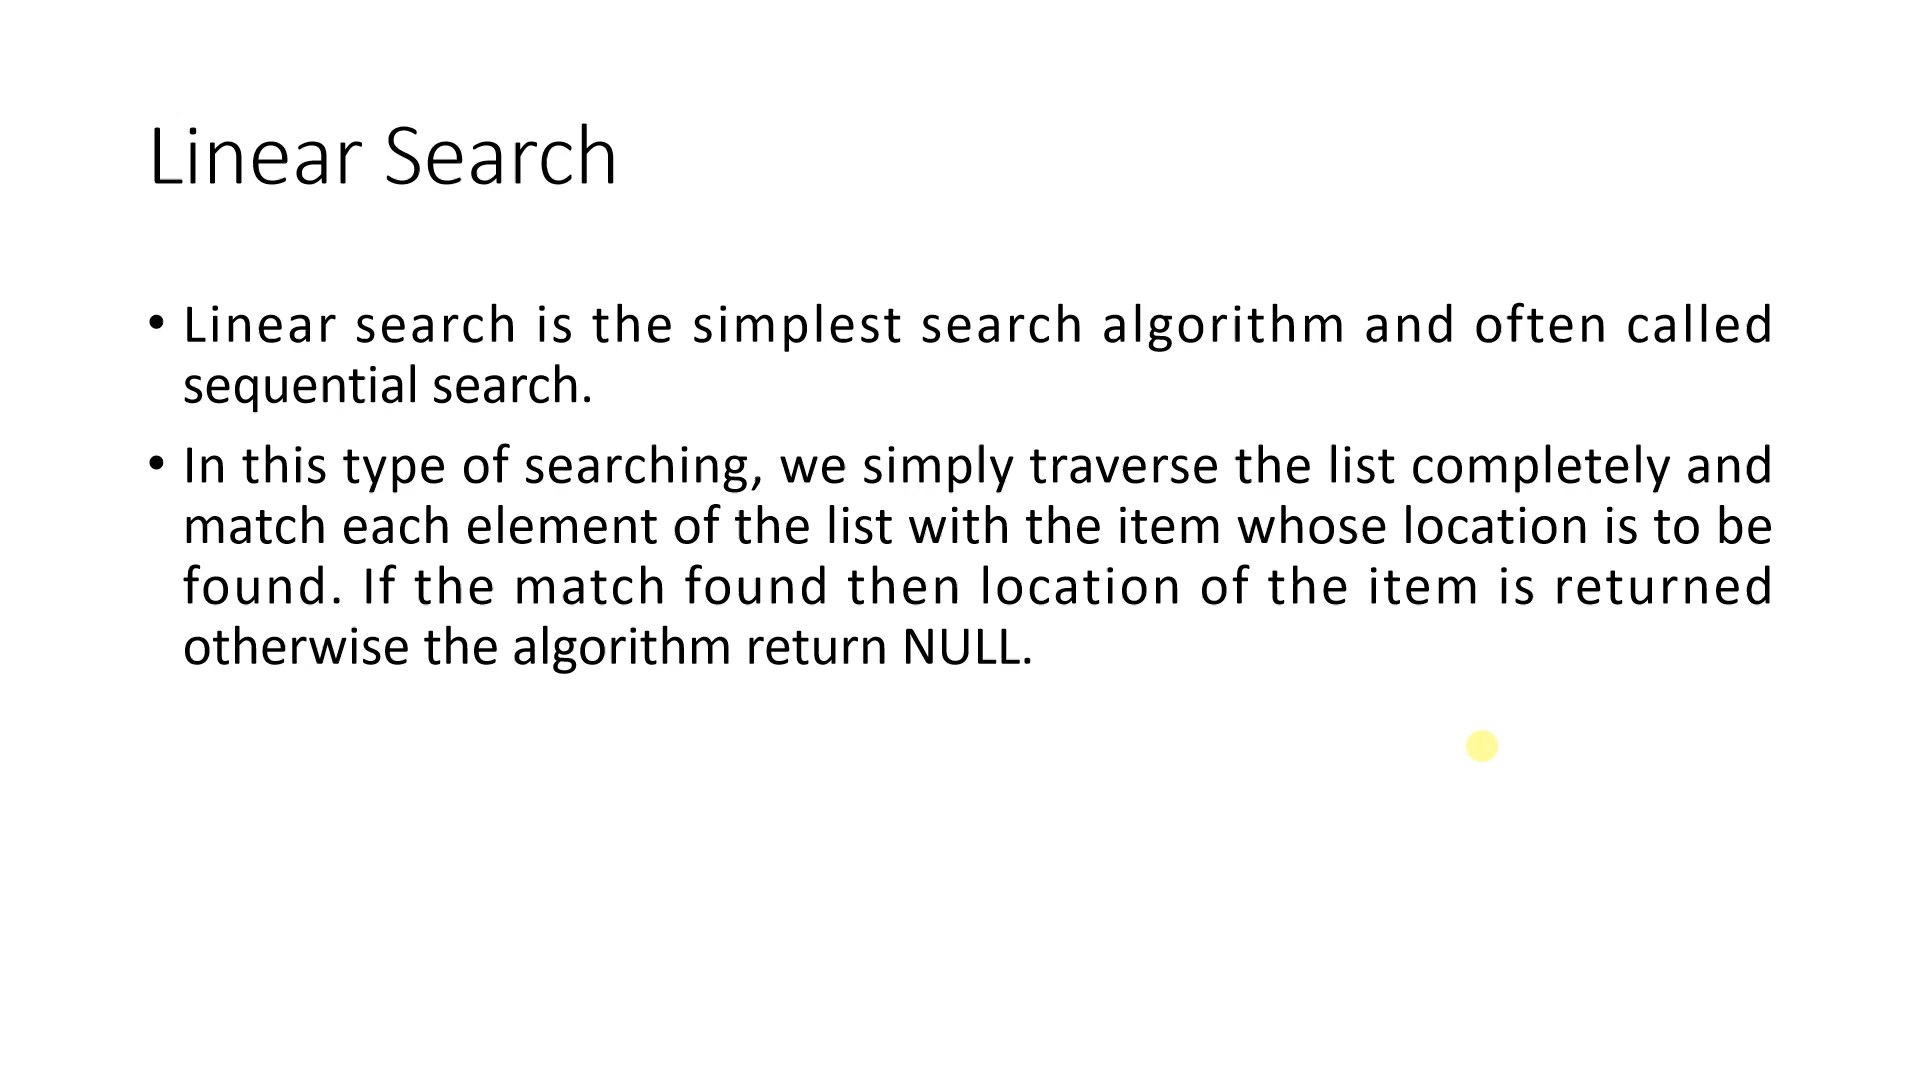 Linear Search
• Linear search is the simplest search algorithm and often called
sequential search.
• In this type of searching, we simply traverse the list completely and
match each element of the list with the item whose location is to be
found. If the match found then location of the item is returned
otherwise the algorithm return NULL.